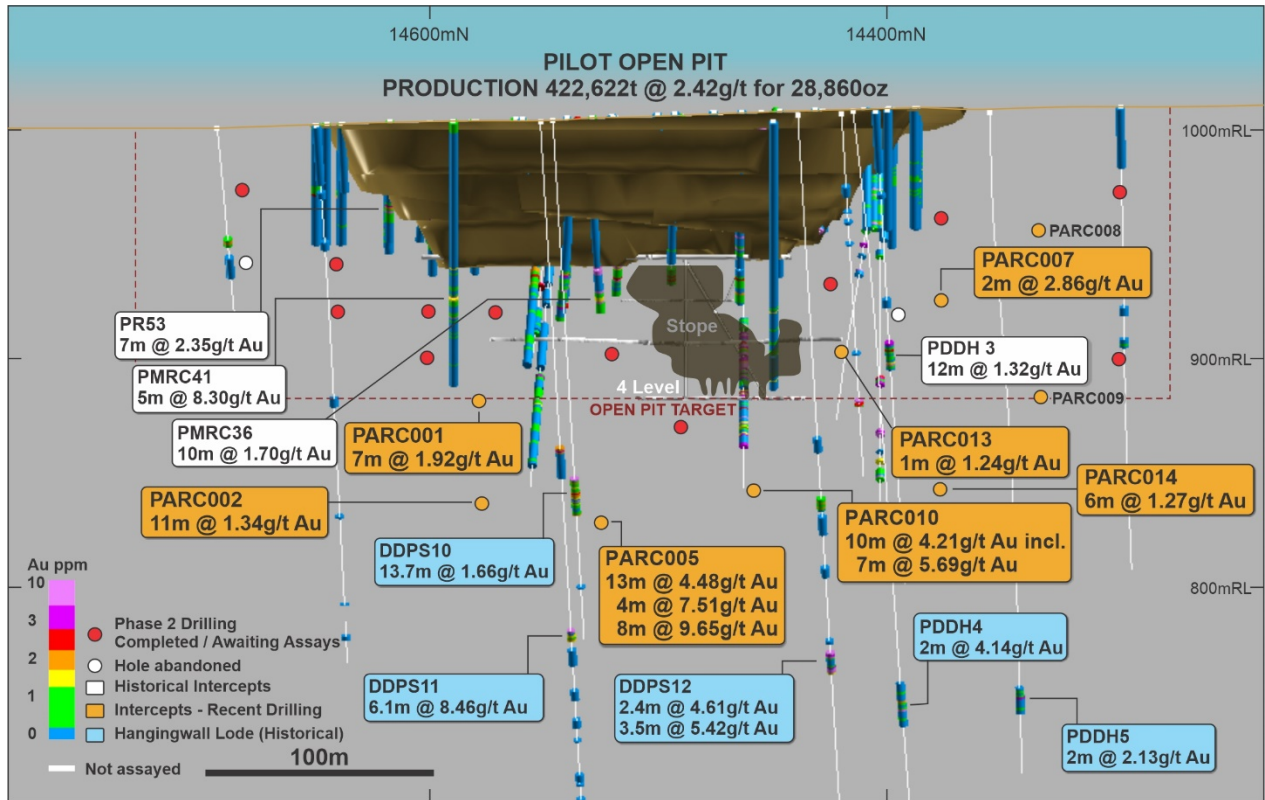 14600mN
14400mN
PILOT OPEN PIT
PRODUCTION 422,622t @ 2.42g/t for 28,860oz
1000mRL
PARC008
PARC007
2m @ 2.86g/t Au
PR53
7m @ 2.35g/t Au
Stope
PDDH 3
12m @ 1.32g/t Au
900mRL
PMRC41
5m @ 8.30g/t Au
4 Level
OPEN PIT TARGET
PARC009
PMRC36
10m @ 1.70g/t Au
PARC001
7m @ 1.92g/t Au
PARC013
1m @ 1.24g/t Au
PARC014
6m @ 1.27g/t Au
PARC002
11m @ 1.34g/t Au
PARC010
10m @ 4.21g/t Au incl.
7m @ 5.69g/t Au
DDPS10
13.7m @ 1.66g/t Au
PARC005
13m @ 4.48g/t Au
4m @ 7.51g/t Au
8m @ 9.65g/t Au
800mRL
PDDH4
2m @ 4.14g/t Au
DDPS11
6.1m @ 8.46g/t Au
DDPS12
2.4m @ 4.61g/t Au
3.5m @ 5.42g/t Au
PDDH5
2m @ 2.13g/t Au
Au ppm
10
3
2
1
0
Phase 2 Drilling
Completed / Awaiting Assays
Hole abandoned
Historical Intercepts
Intercepts - Recent Drilling
Hangingwall Lode (Historical)
Not assayed
100m